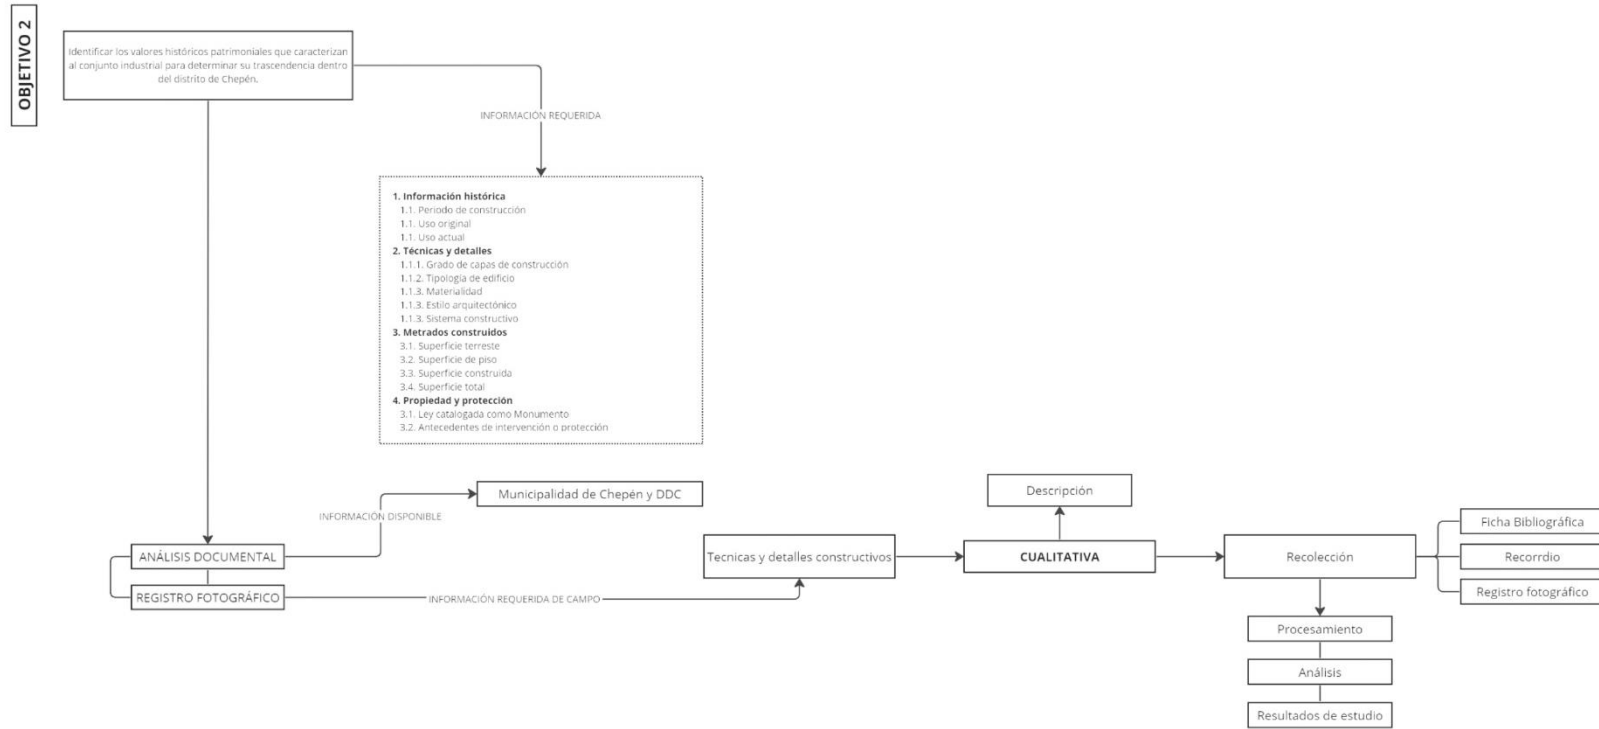 OBJETIVO 2
Identificar los valores históricos patrimoniales que caracterizan
al conjunto industrial para determinar su trascendencia dentro
del distrito de Chepén.
INFORMACIÓN REQUERIDA
1. Información histórica
1.1. Periodo de construcción
1.1. Uso original
1.1. Uso actual
2. Técnicas y detalles
1.1.1. Grado de capas de construcción
1.1.2. Tipología de edificio
1.1.3. Materialidad
1.1.3. Estilo arquitectónico
1.1.3. Sistema constructivo
3. Metrados construidos
3.1. Superficie terreste
3.2. Superficie de piso
3.3. Superficie construida
3.4. Superficie total
4. Propiedad y protección
3.1. Ley catalogada como Monumento
3.2. Antecedentes de intervención o protección
Municipalidad de Chepén y DDC
INFORMACIÓN DISPONIBLE
ANÁLISIS DOCUMENTAL
REGISTRO FOTOGRÁFICO
INFORMACIÓN REQUERIDA DE CAMPO
Tecnicas y detalles constructivos
Descripción
CUALITATIVA
Recolección
Ficha Bibliográfica
Recorrdio
Registro fotográfico
Procesamiento
Análisis
Resultados de estudio